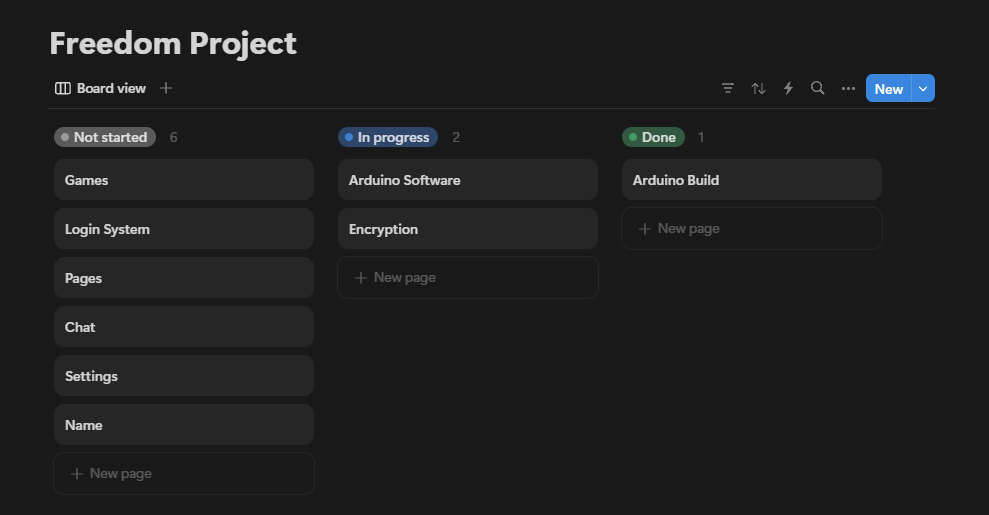 Freedom Project
Board view
New
Not started 6
Games
Login System
Pages
Chat
Settings
Name
+ New page
In progress 2
Arduino Software
Encryption
+ New page
Done 1
Arduino Build
+ New page